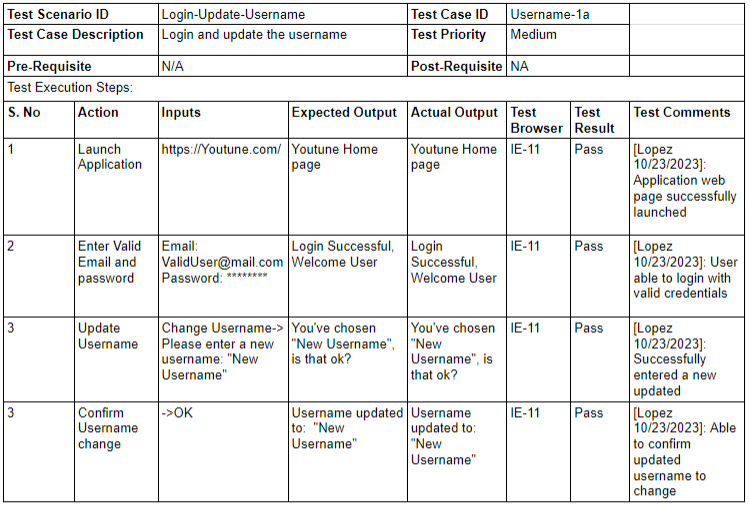 Test Scenario ID Login-Update-Username Test Case ID Username-1a
Test Case Description Login and update the username Test Priority Medium
Pre-Requisite N/A Post-Requisite NA
Test Execution Steps:
S. No Action Inputs Expected Output Actual Output Test Browser Test Result Test Comments
1
Launch
Application
https://Youtune.com/
Youtune Home
page
Youtune Home
page
IE-11
Pass
[Lopez
10/23/2023]:
Application web
page successfully
launched
2
Enter Valid
Email and
password
Email:
ValidUser@mail.com
Password: ********
Login Successful,
Welcome User
Login
Successful,
Welcome User
IE-11
Pass
[Lopez
10/23/2023]: User
able to login with
valid credentials
3
Update
Username
Change Username->
Please enter a new
username: "New
Username"
You've chosen
"New Username",
is that ok?
You've chosen
"New
Username", is
that ok?
IE-11
Pass
[Lopez
10/23/2023]:
Successfully
entered a new
updated
3
Confirm
Username
change
->OK
Username updated
to:  "New
Username"
Username
updated to:
"New
Username"
IE-11
Pass
[Lopez
10/23/2023]: Able
to confirm
updated
username to
change